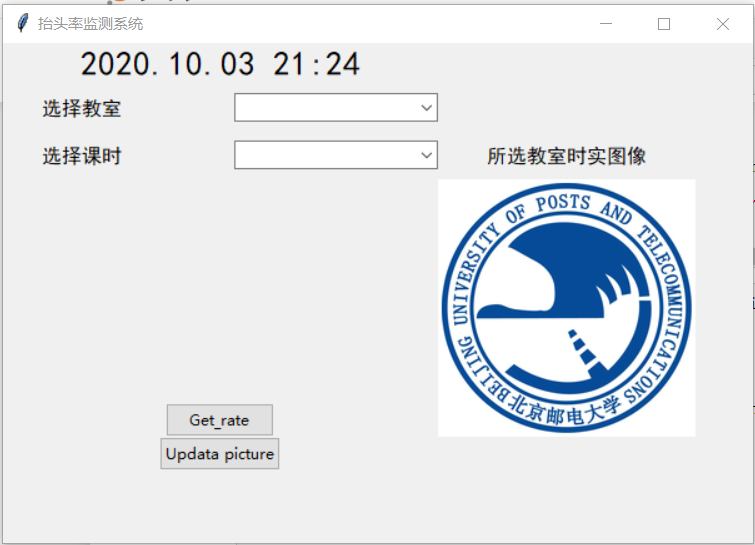 抬头率监测系统
2020.10.03 21:24
选择教室
选择课时
所选教室时实图像
BEIJING UNIVERSITY OF POSTS AND TELECOMMUNICATIONS
北京邮电大学
Get_rate
Updata picture